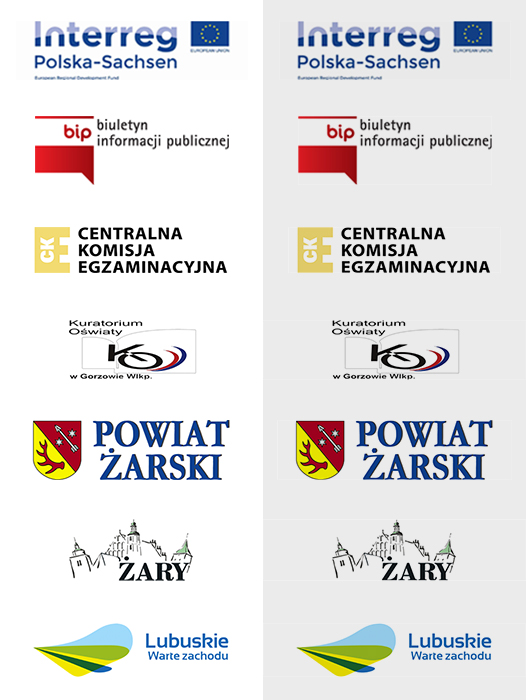 Interreg
EUROPEAN UNION
Polska-Sachsen
European Regional Development Fund
bip biuletyn
informacji publicznej
CKE CENTRALNA
KOMISJA
EGZAMINACYJNA
Kuratorium
Oświaty
KO
w Gorzowie Wlkp.
POWIAT
ŻARSKI
ŻARY
Lubuskie
Warte zachodu
Interreg
EUROPEAN UNION
Polska-Sachsen
European Regional Development Fund
bip biuletyn
informacji publicznej
CKE CENTRALNA
KOMISJA
EGZAMINACYJNA
Kuratorium
Oświaty
KO
w Gorzowie Wlkp.
POWIAT
ŻARSKI
ŻARY
Lubuskie
Warte zachodu